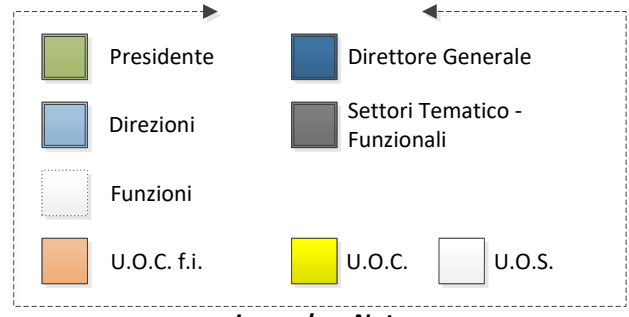 Presidente
Direttore Generale
Direzioni
Settori Tematico -
Funzionali
Funzioni
U.O.C. f.i.
U.O.C.
U.O.S.